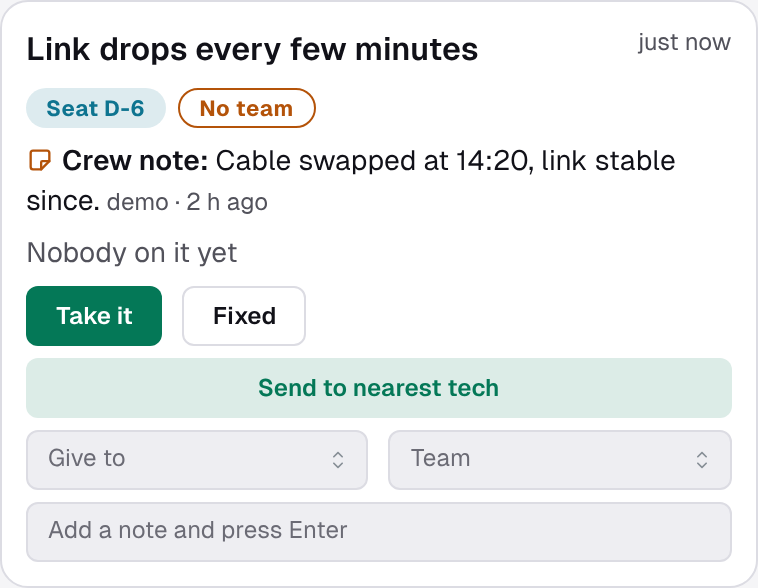 Link drops every few minutes
just now
Seat D-6
No team
Crew note: Cable swapped at 14:20, link stable
since. demo · 2 h ago
Nobody on it yet
Take it
Fixed
Send to nearest tech
Give to
Team
Add a note and press Enter